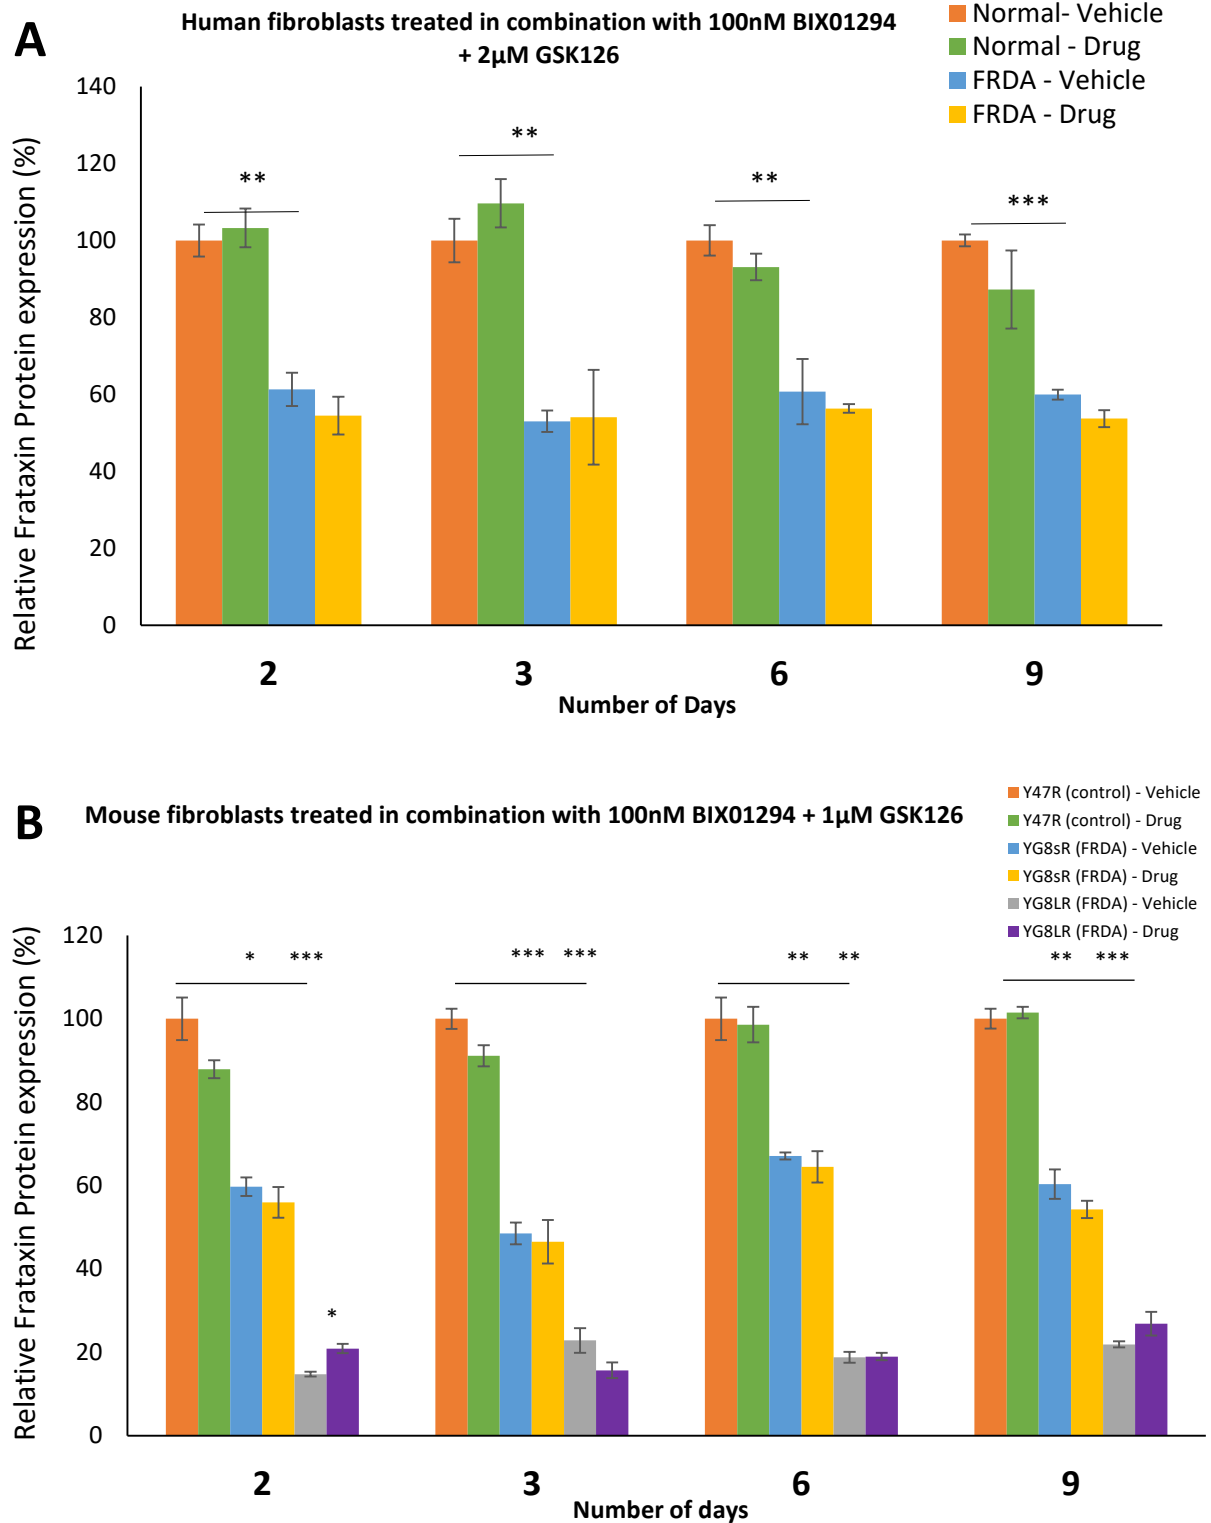 A
Human fibroblasts treated in combination with 100nM BIX01294
+ 2µM GSK126
Normal- Vehicle
Normal - Drug
FRDA - Vehicle
FRDA - Drug
Relative Frataxin Protein expression (%)
140
120
100
80
60
40
20
0
**
**
**
***
2
3
6
9
Number of Days
B
Mouse fibroblasts treated in combination with 100nM BIX01294 + 1µM GSK126
Y47R (control) - Vehicle
Y47R (control) - Drug
YG8sR (FRDA) - Vehicle
YG8sR (FRDA) - Drug
YG8LR (FRDA) - Vehicle
YG8LR (FRDA) - Drug
Relative Frataxin Protein expression (%)
120
100
80
60
40
20
0
* ***
*** ***
** **
** ***
*
2
3
6
9
Number of days